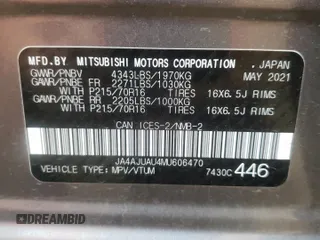 MFD.BY MITSUBISHI MOTORS CORPORATION .JAPAN
GVWR/PNBV 4343LBS/1970KG MAY 2021
GAWR/PNBE FR 2271LBS/1030KG
WITH P215/70R16 TIRES 16X6.5J RIMS
GAWR/PNBE RR 2205LBS/1000KG
WITH P215/70R16 TIRES 16X6.5J RIMS
CAN ICES-2/NMB-2
JA4AJUAU4MU606470
TYPE/VEHICULE: MPV/VTUM 7430C 446
DEJAUREPAIRABLE